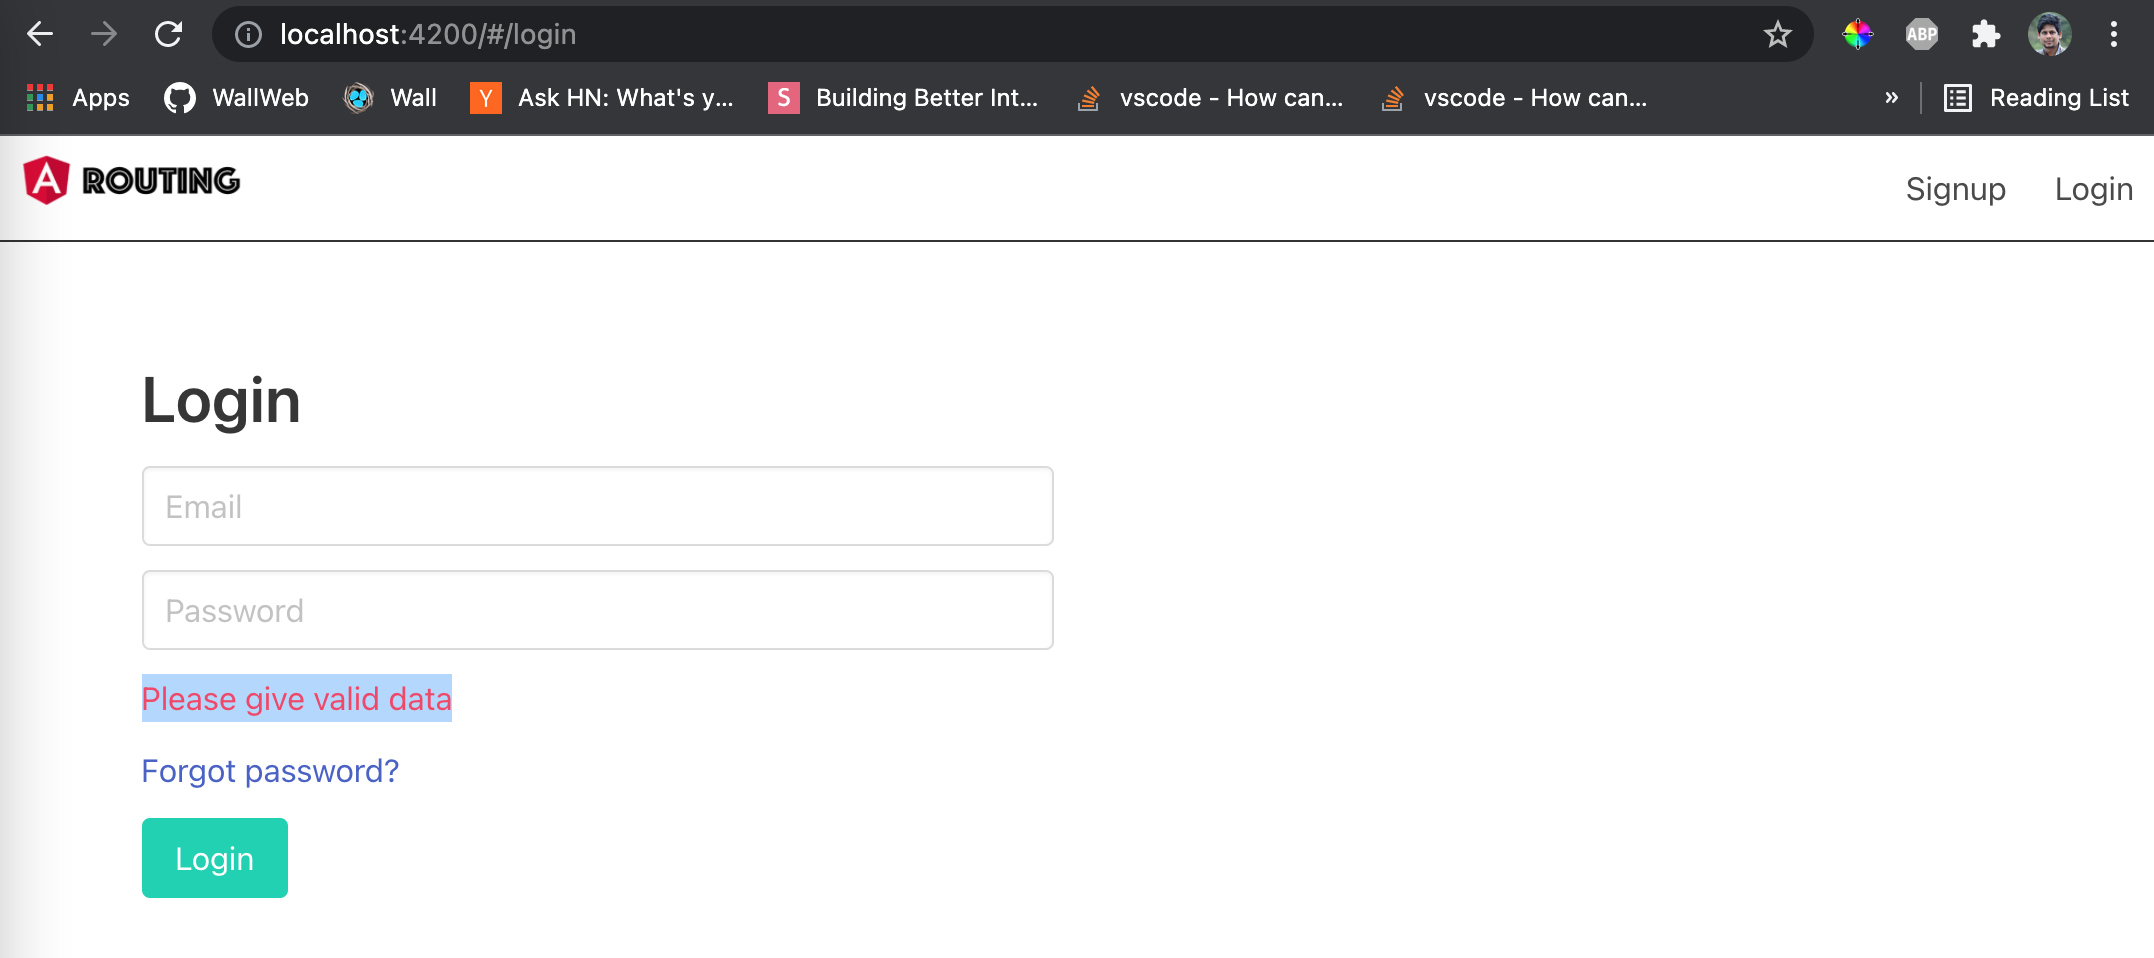 localhost:4200/#/login
ABP
Apps WallWeb Wall Y Ask HN: What's y... S Building Better Int... vscode - How can... vscode - How can... » Reading List
A ROUTING Signup Login
Login
Email
Password
Please give valid data
Forgot password?
Login